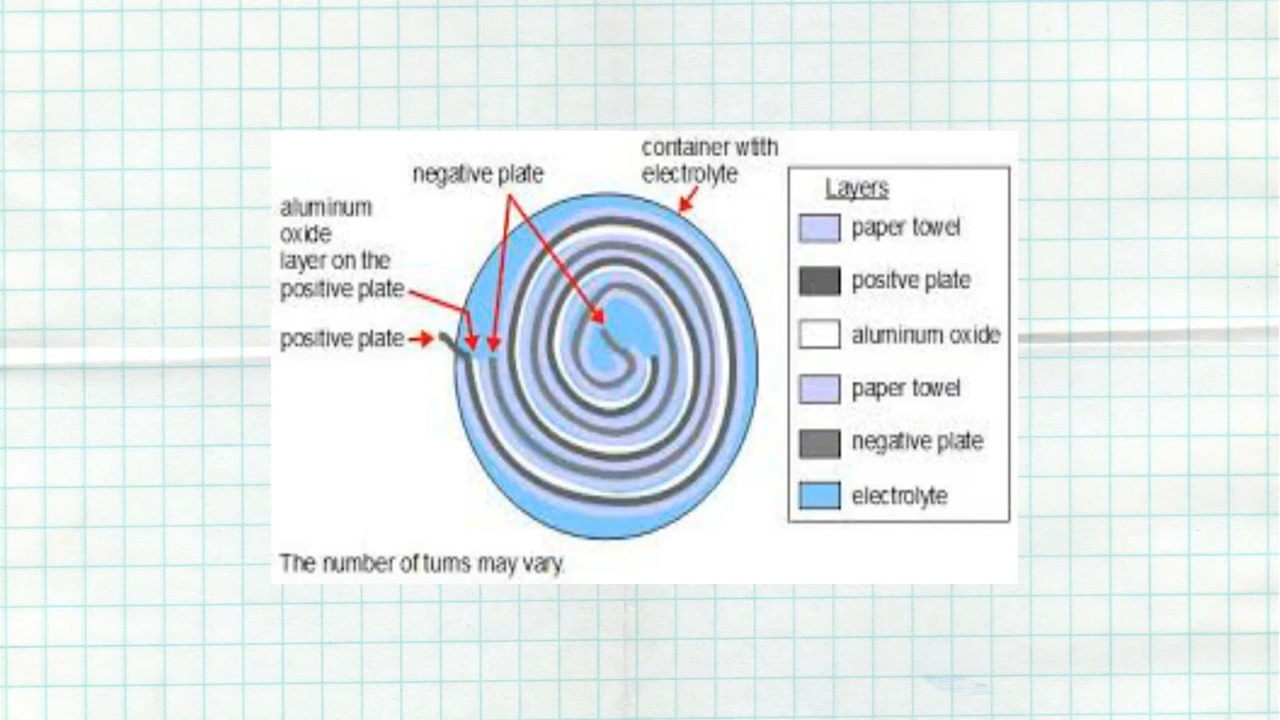 negative plate
container wtith
electrolyte
aluminum
oxide
layer on the
positive plate
positive plate
Layers
paper towel
positve plate
aluminum oxide
paper towel
negative plate
electrolyte
The number of turns may vary.